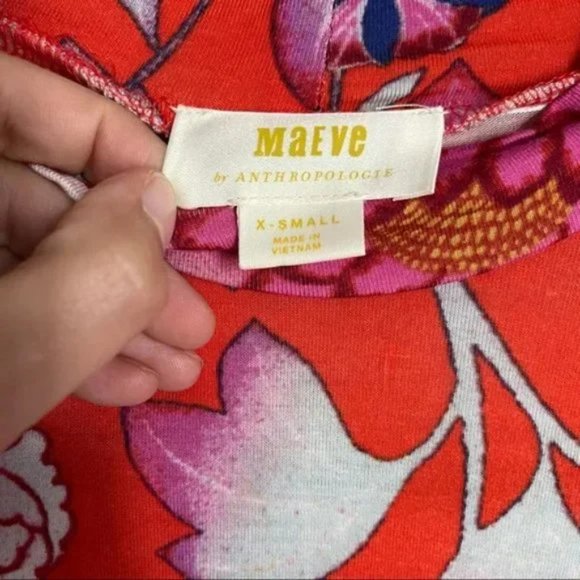 MaEVe
by ANTHROPOLOGIE
X-SMALL
MADE IN
VIETNAM